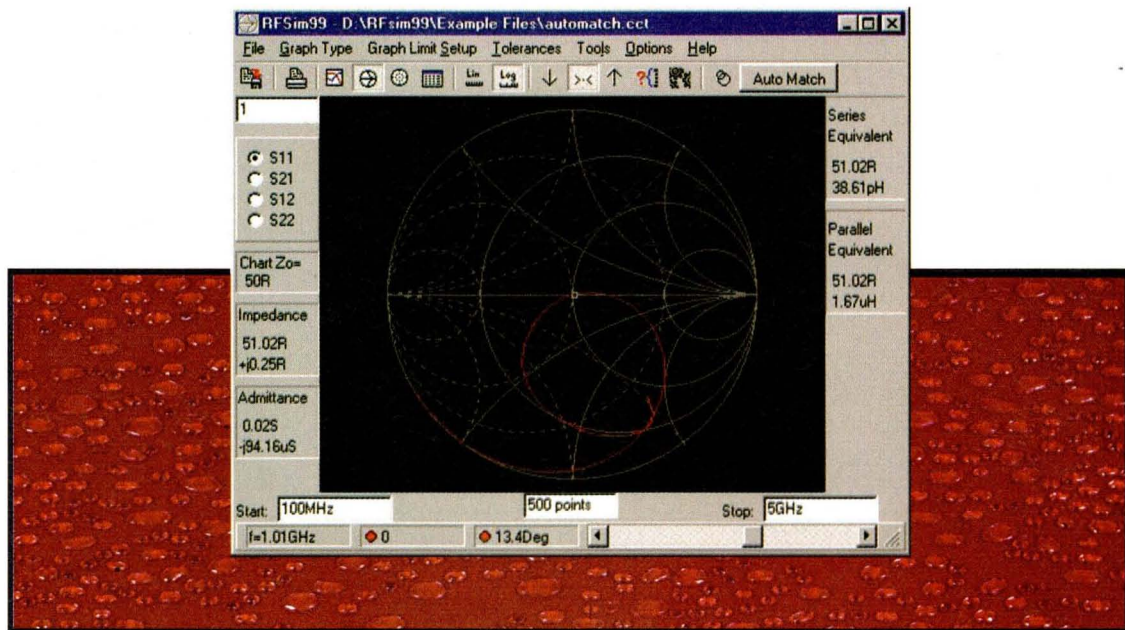 RFSim99 - D:\RFsim99\Example Files\automatch.cct
File Graph Type Graph Limit Setup Tolerances Tools Options Help
Lin Log ?{ Auto Match
1
S11
S21
S12
S22
Chart Zo=
50R
Impedance
51.02R
+j0.25R
Admittance
0.02S
-j94.16uS
Series
Equivalent
51.02R
38.61pH
Parallel
Equivalent
51.02R
1.67uH
Start: 100MHz 500 points Stop: 5GHz
f=1.01GHz 0 13.4Deg